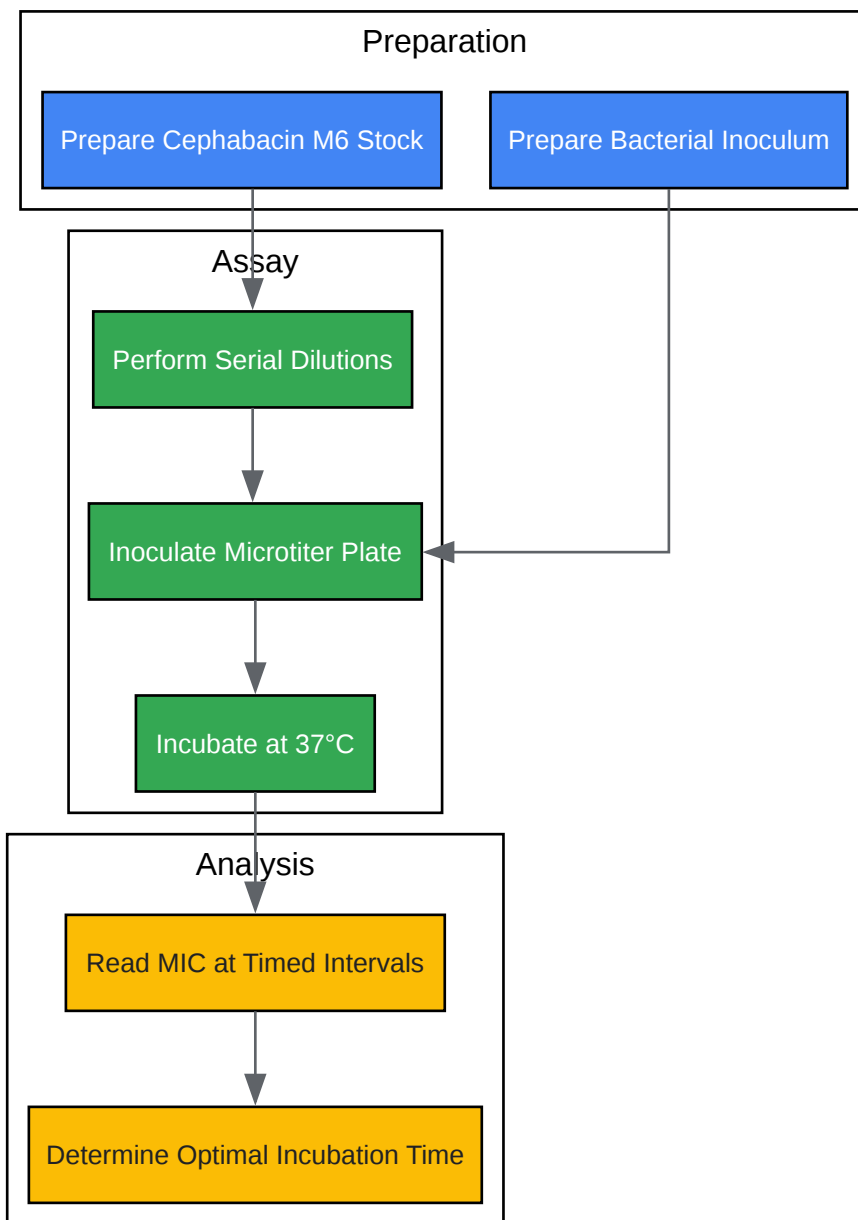 Preparation
Prepare Cephabacin M6 Stock
Prepare Bacterial Inoculum
Assay
Perform Serial Dilutions
Inoculate Microtiter Plate
Incubate at 37°C
Analysis
Read MIC at Timed Intervals
Determine Optimal Incubation Time